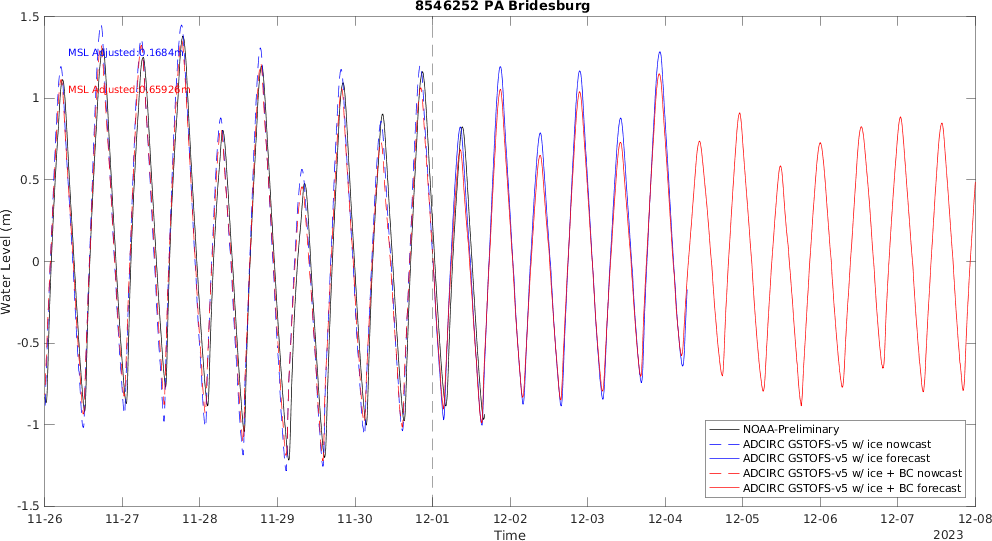 8546252 PA Bridesburg
1.5
MSL Adjusted:0.1684m
1
MSL Adjusted:0.65926m
0.5
Water Level (m)
0
-0.5
-1
NOAA-Preliminary
ADCIRC GSTOFS-v5 w/ ice nowcast
ADCIRC GSTOFS-v5 w/ ice forecast
ADCIRC GSTOFS-v5 w/ ice + BC nowcast
ADCIRC GSTOFS-v5 w/ ice + BC forecast
-1.5
11-26 11-27 11-28 11-29 11-30 12-01 12-02 12-03 12-04 12-05 12-06 12-07 12-08
Time
2023